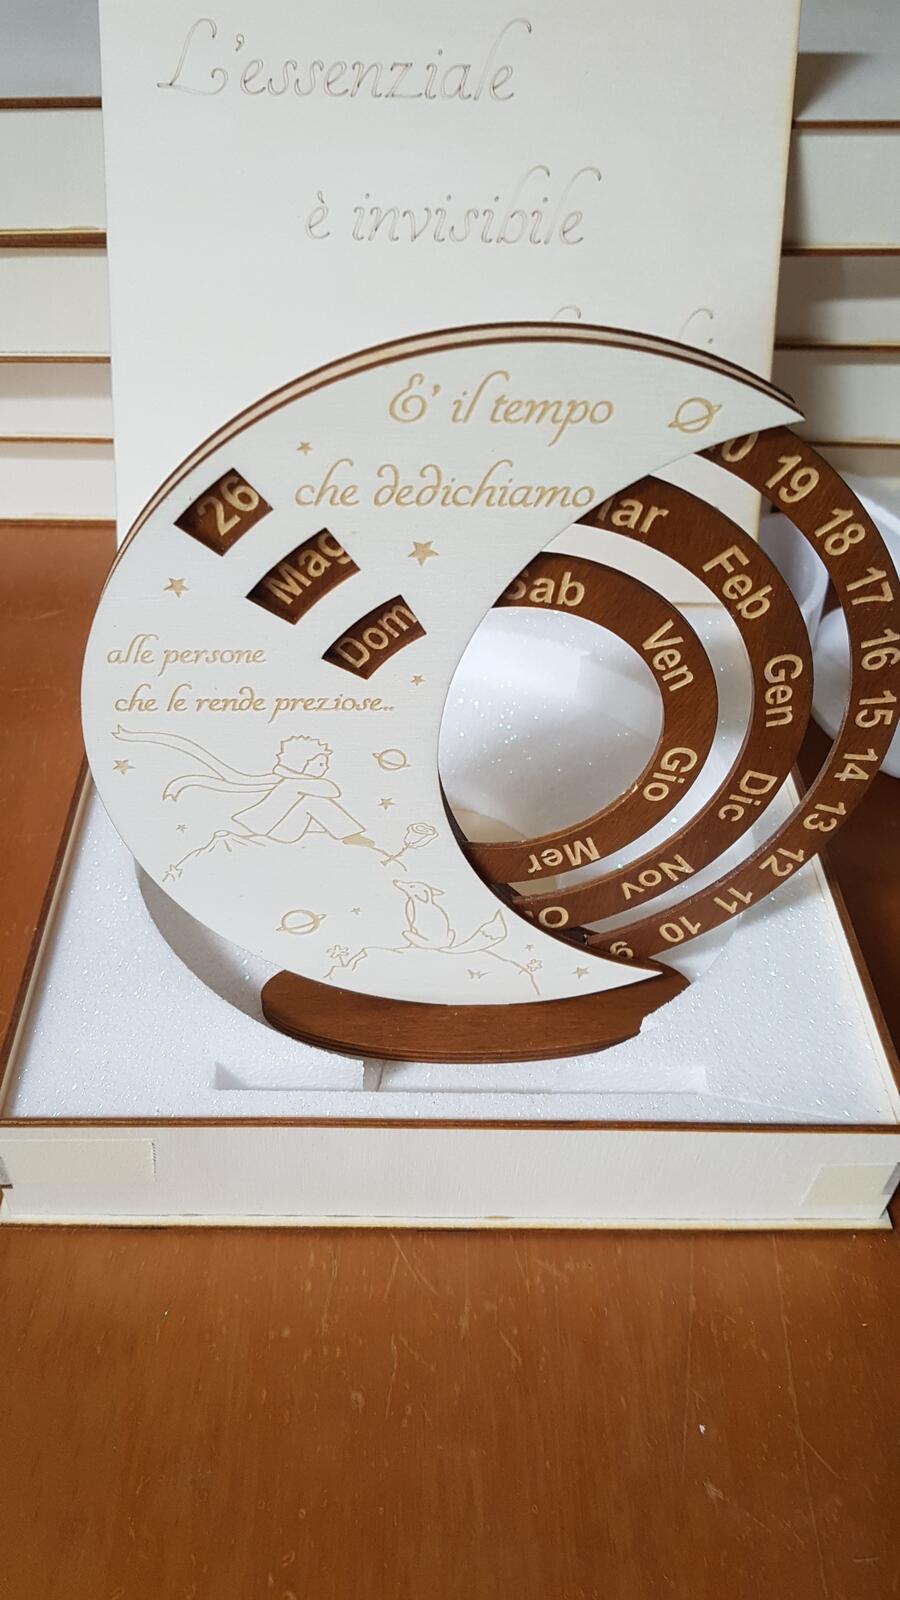 L'essenziale
è invisibile
E' il tempo
che dedichiamo
26
Mag
Dom
alle persone
che le rende preziose..
19
18
17
16
15
14
13
12
11
10
9
Feb
Gen
Dic
Nov
Sab
Ven
Gio
Mer